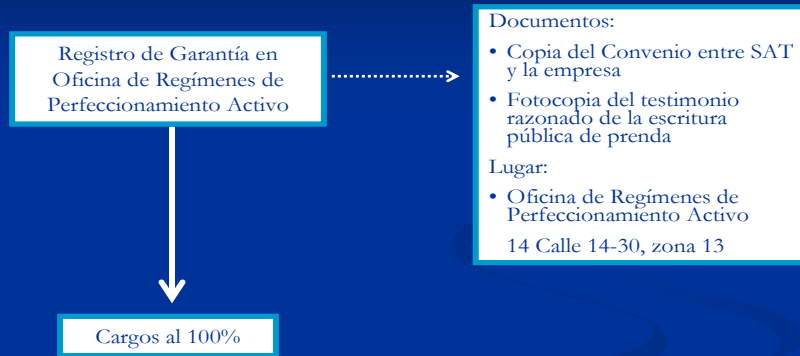 Registro de Garantía en
Oficina de Regímenes de
Perfeccionamiento Activo
Documentos:
• Copia del Convenio entre SAT
y la empresa
• Fotocopia del testimonio
razonado de la escritura
pública de prenda
Lugar:
• Oficina de Regímenes de
Perfeccionamiento Activo
14 Calle 14-30, zona 13
Cargos al 100%